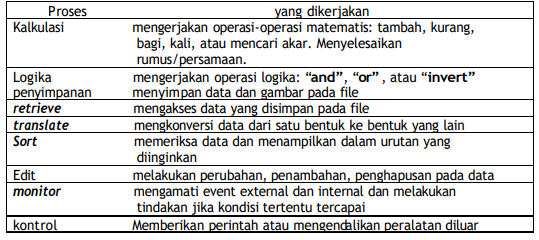 Proses yang dikerjakan
Kalkulasi mengerjakan operasi-operasi matematis: tambah, kurang,
bagi, kali, atau mencari akar. Menyelesaikan
rumus/persamaan.
Logika mengerjakan operasi logika: “and”, “or” , atau “invert”
penyimpanan menyimpan data dan gambar pada file
retrieve mengakses data yang disimpan pada file
translate mengkonversi data dari satu bentuk ke bentuk yang lain
Sort memeriksa data dan menampilkan dalam urutan yang
diinginkan
Edit melakukan perubahan, penambahan, penghapusan pada data
monitor mengamati event external dan internal dan melakukan
tindakan jika kondisi tertentu tercapai
kontrol Memberikan perintah atau mengendalikan peralatan diluar